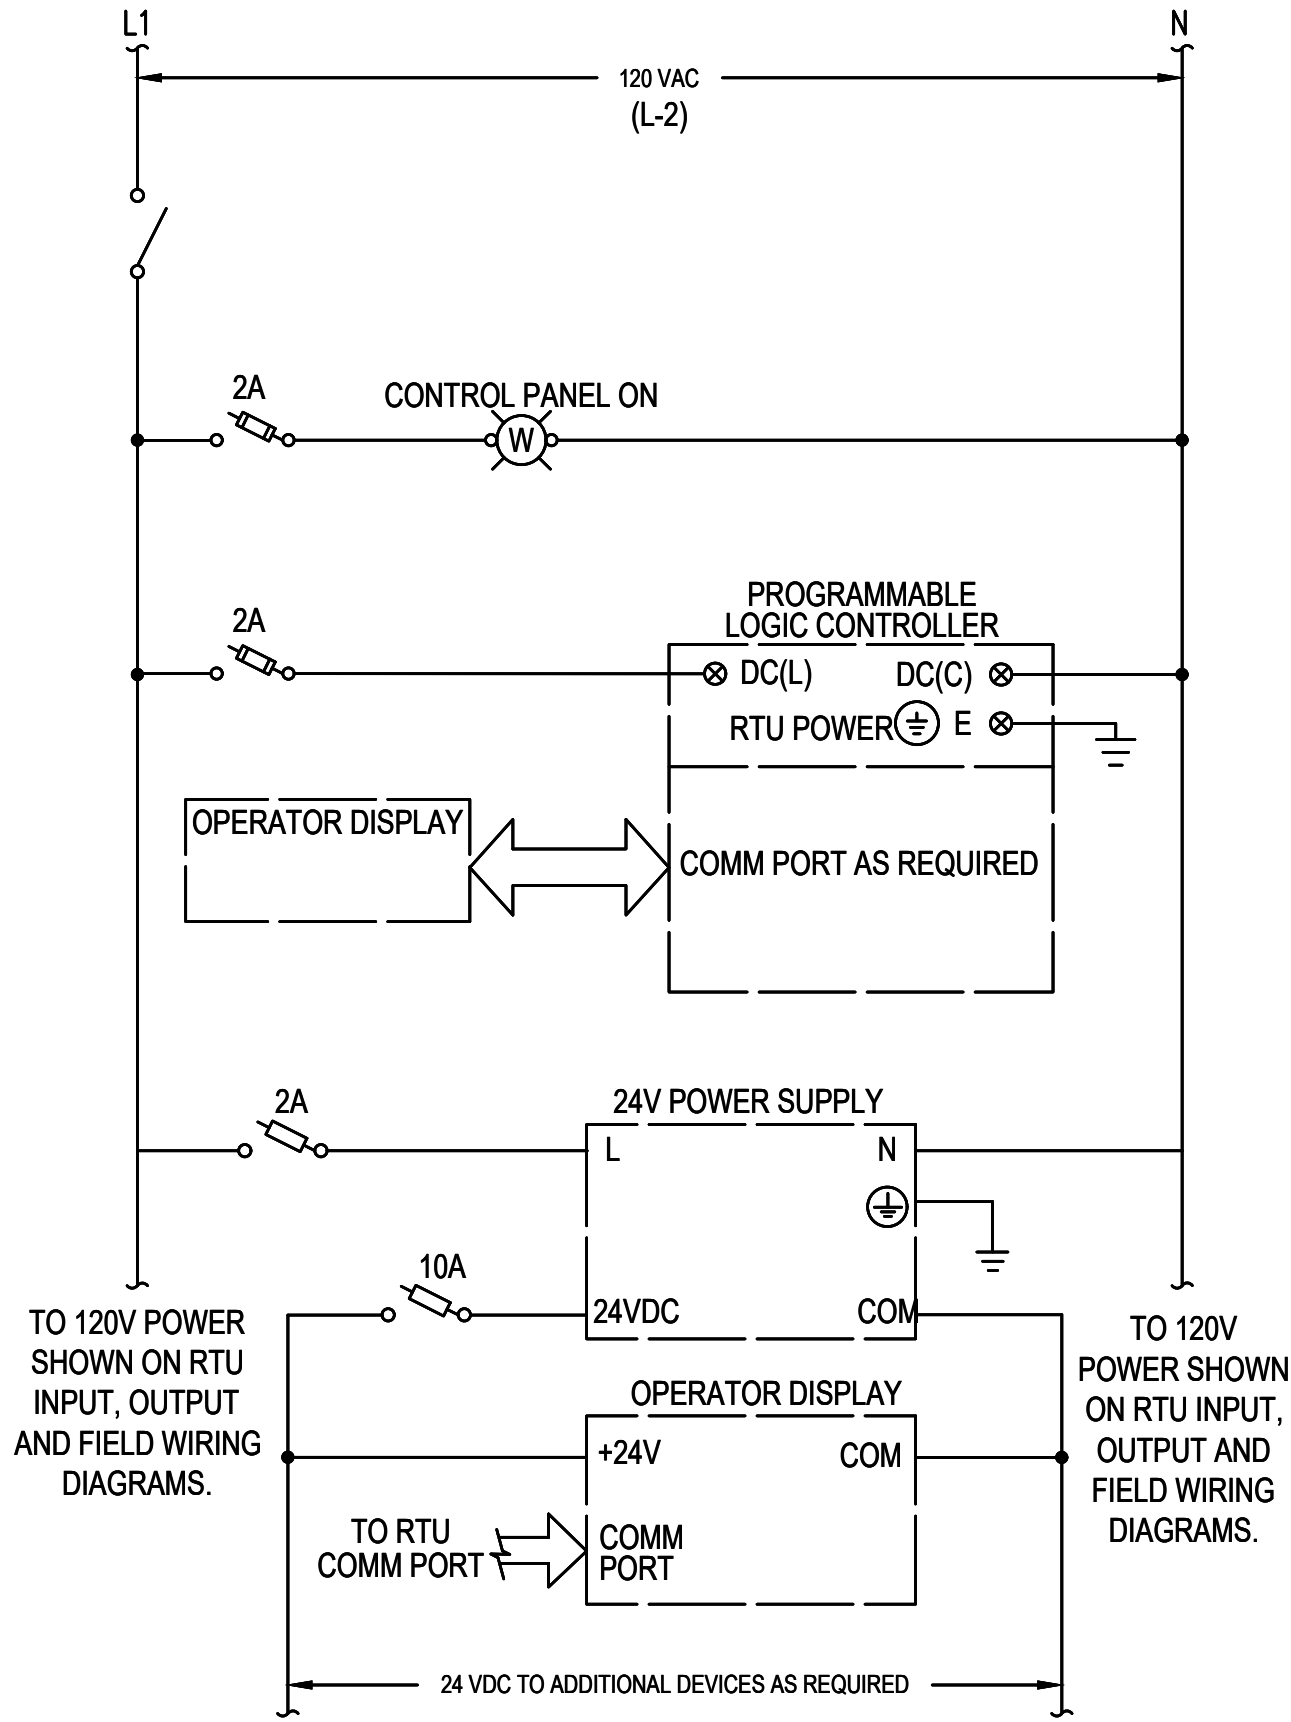 L1
N
120 VAC
(L-2)
2A
CONTROL PANEL ON
W
2A
PROGRAMMABLE
LOGIC CONTROLLER
DC(L)
DC(C)
RTU POWER
E
OPERATOR DISPLAY
COMM PORT AS REQUIRED
2A
24V POWER SUPPLY
L
N
10A
24VDC
COM
TO 120V POWER
SHOWN ON RTU
INPUT, OUTPUT
AND FIELD WIRING
DIAGRAMS.
TO 120V
POWER SHOWN
ON RTU INPUT,
OUTPUT AND
FIELD WIRING
DIAGRAMS.
OPERATOR DISPLAY
+24V
COM
TO RTU
COMM PORT
COMM
PORT
24 VDC TO ADDITIONAL DEVICES AS REQUIRED